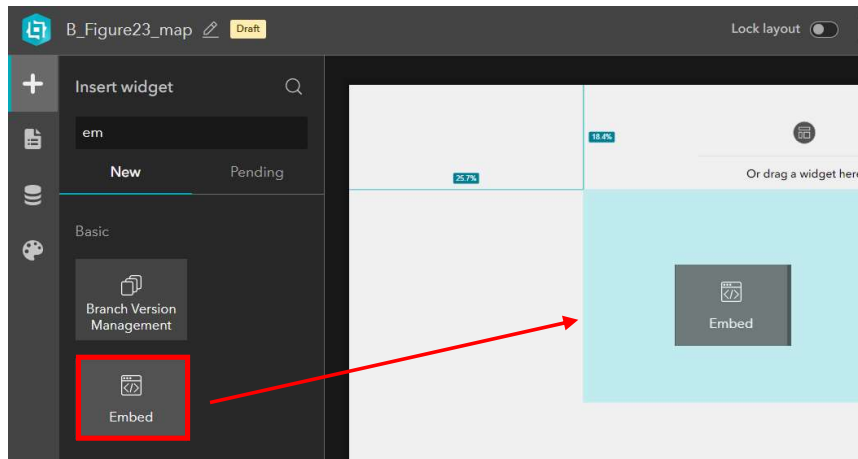 B_Figure23_map
Draft
Lock layout
Insert widget
em
New
Pending
Basic
Branch Version
Management
Embed
18.4%
25.7%
Or drag a widget here
Embed